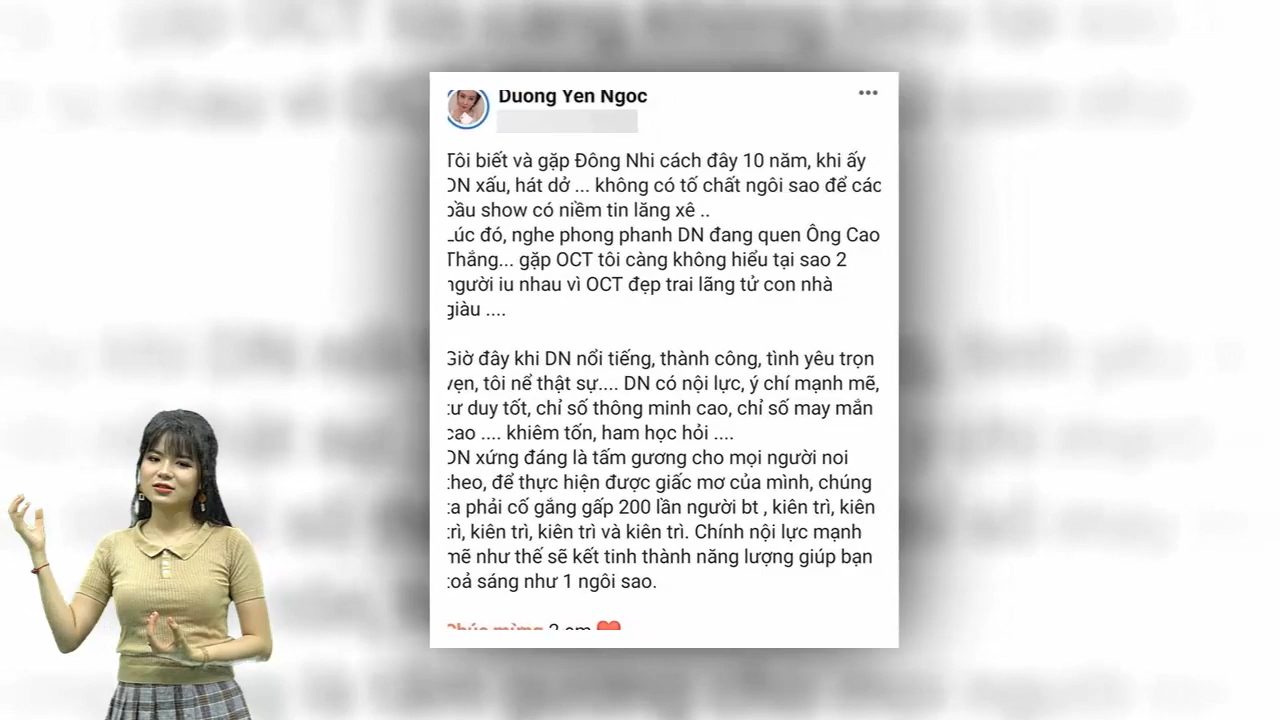 Duong Yen Ngoc
Tôi biết và gặp Đông Nhi cách đây 10 năm, khi ấy
DN xấu, hát dở ... không có tố chất ngôi sao để các
bầu show có niềm tin lăng xê ..
Lúc đó, nghe phong phanh DN đang quen Ông Cao
Thắng... gặp OCT tôi càng không hiểu tại sao 2
người iu nhau vì OCT đẹp trai lãng tử con nhà
giàu ....
Giờ đây khi DN nổi tiếng, thành công, tình yêu trọn
vẹn, tôi nể thật sự.... DN có nội lực, ý chí mạnh mẽ,
tư duy tốt, chỉ số thông minh cao, chỉ số may mắn
cao .... khiêm tốn, ham học hỏi ....
DN xứng đáng là tấm gương cho mọi người noi
theo, để thực hiện được giấc mơ của mình, chúng
ta phải cố gắng gấp 200 lần người bt , kiên trì, kiên
trì, kiên trì, kiên trì và kiên trì. Chính nội lực mạnh
mẽ như thế sẽ kết tinh thành năng lượng giúp bạn
toả sáng như 1 ngôi sao.
Chúc mừng 2 em